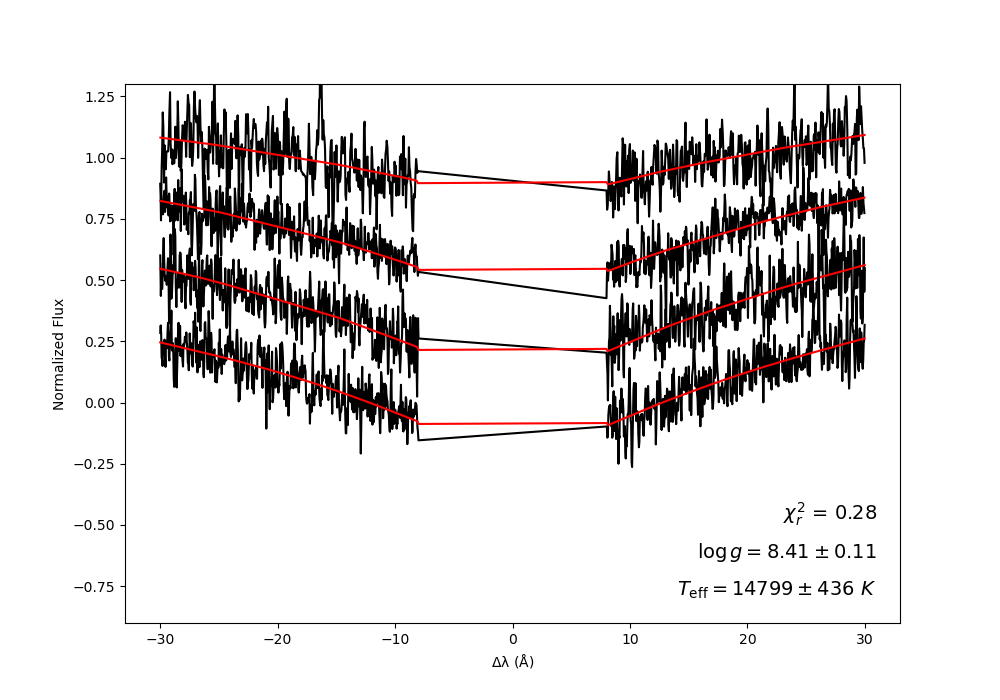 1.25
1.00
0.75
0.50
0.25
0.00
−0.25
−0.50
−0.75
Normalized Flux
χ²ᵣ = 0.28
log g = 8.41 ± 0.11
T_eff = 14799 ± 436 K
−30 −20 −10 0 10 20 30
Δλ (Å)